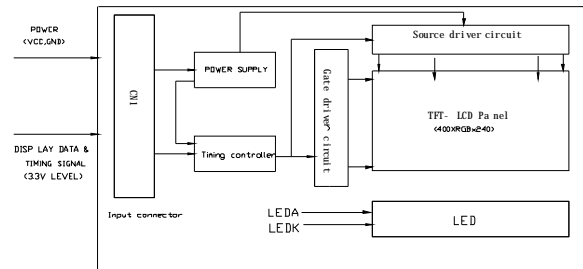 POWER
(VCC,GND)
DISPLAY DATA &
TIMING SIGNAL
(3.3V LEVEL)
CN1
Input connector
POWER SUPPLY
Timing controller
Gate driver circuit
Source driver circuit
TFT- LCD Panel
(400XRGBx240)
LEDA
LEDK
LED